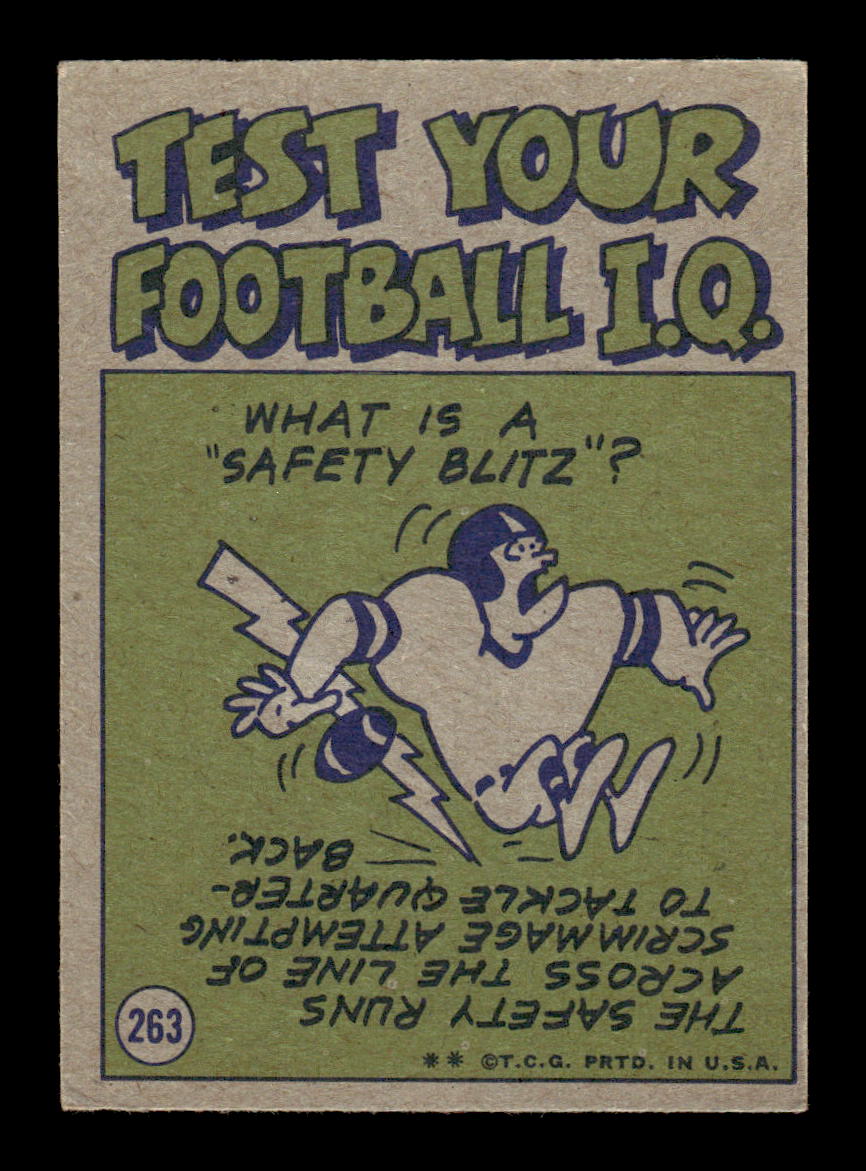 TEST YOUR
FOOTBALL I.Q.
WHAT IS A
"SAFETY BLITZ"?
THE SAFETY RUNS
ACROSS THE LINE OF
SCRIMMAGE ATTEMPTING
TO TACKLE QUARTER-
BACK.
263
** ©T.C.G. PRTD. IN U.S.A.